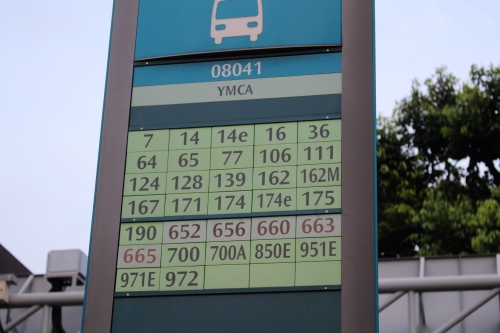 08041
YMCA
7 14 14e 16 36
64 65 77 106 111
124 128 139 162 162M
167 171 174 174e 175
190 652 656 660 663
665 700 700A 850E 951E
971E 972